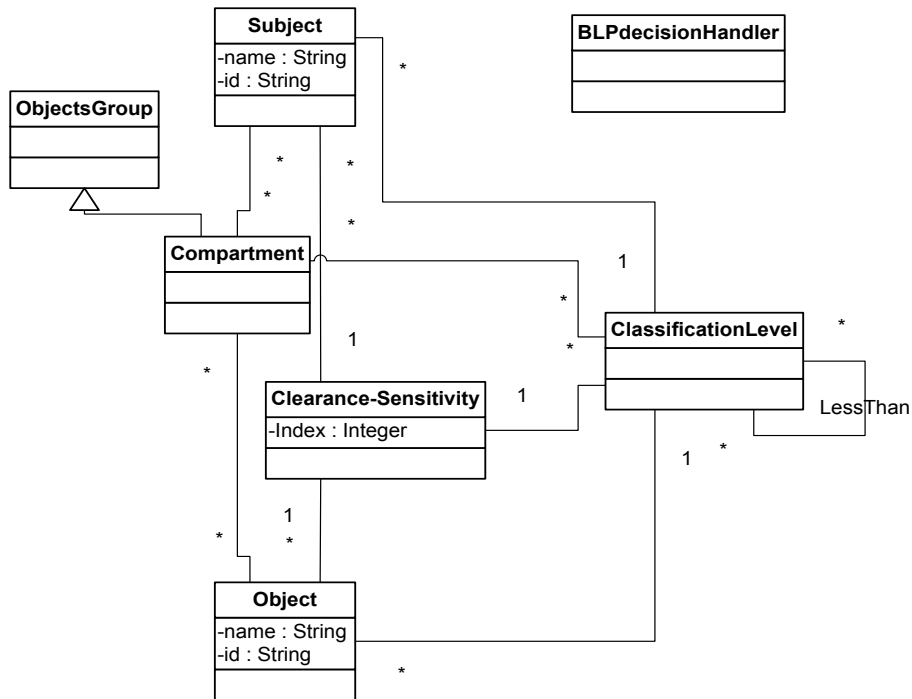 Subject
-name : String
-id : String
BLPdecisionHandler
*
ObjectsGroup
*
*
*
*
Compartment
1
*
ClassificationLevel
*
*
1
*
Clearance-Sensitivity
1
-Index : Integer
LessThan
*
1
1
*
*
Object
-name : String
-id : String
*